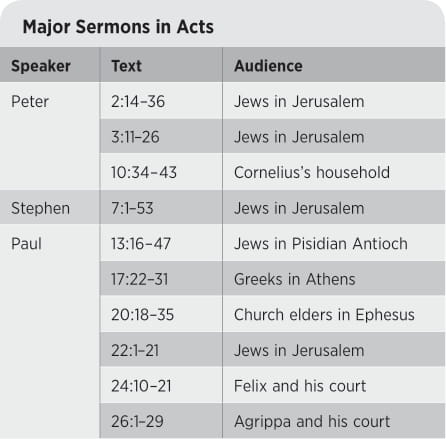 Major Sermons in Acts
Speaker Text Audience
Peter 2:14–36 Jews in Jerusalem
3:11–26 Jews in Jerusalem
10:34–43 Cornelius’s household
Stephen 7:1–53 Jews in Jerusalem
Paul 13:16–47 Jews in Pisidian Antioch
17:22–31 Greeks in Athens
20:18–35 Church elders in Ephesus
22:1–21 Jews in Jerusalem
24:10–21 Felix and his court
26:1–29 Agrippa and his court